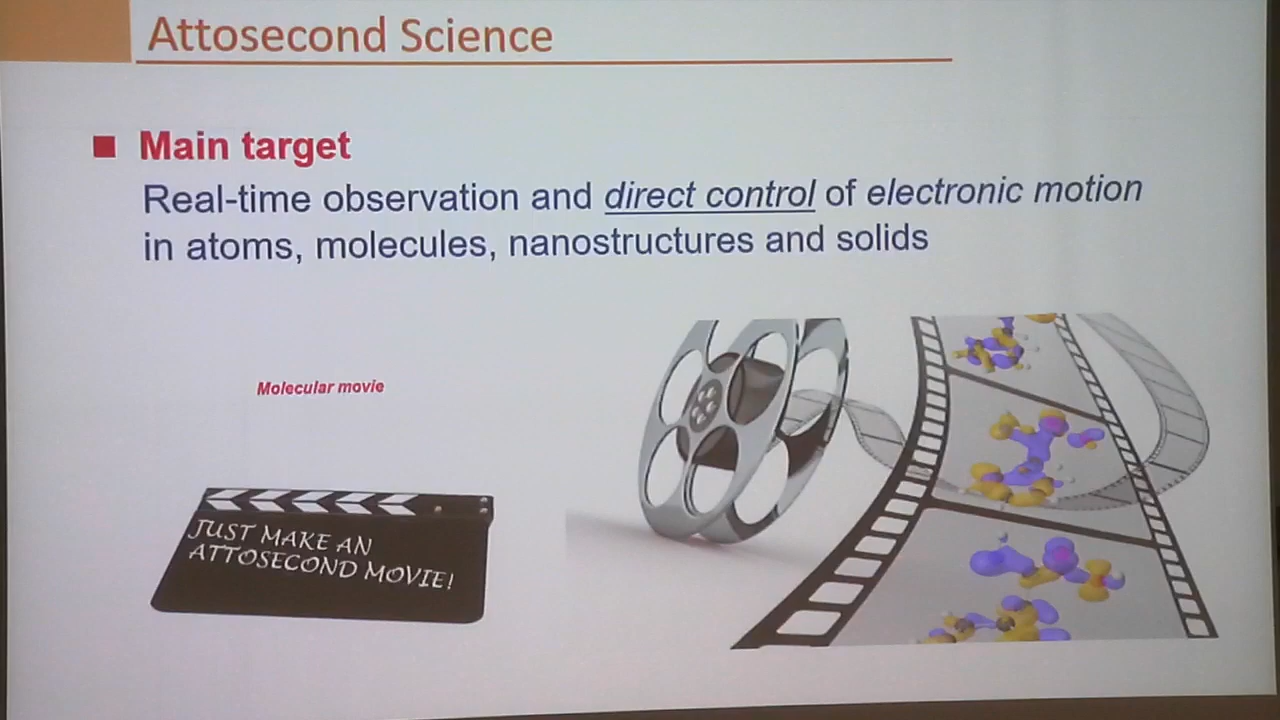 Attosecond Science
Main target
Real-time observation and direct control of electronic motion
in atoms, molecules, nanostructures and solids
Molecular movie
JUST MAKE AN
ATTOSECOND MOVIE!